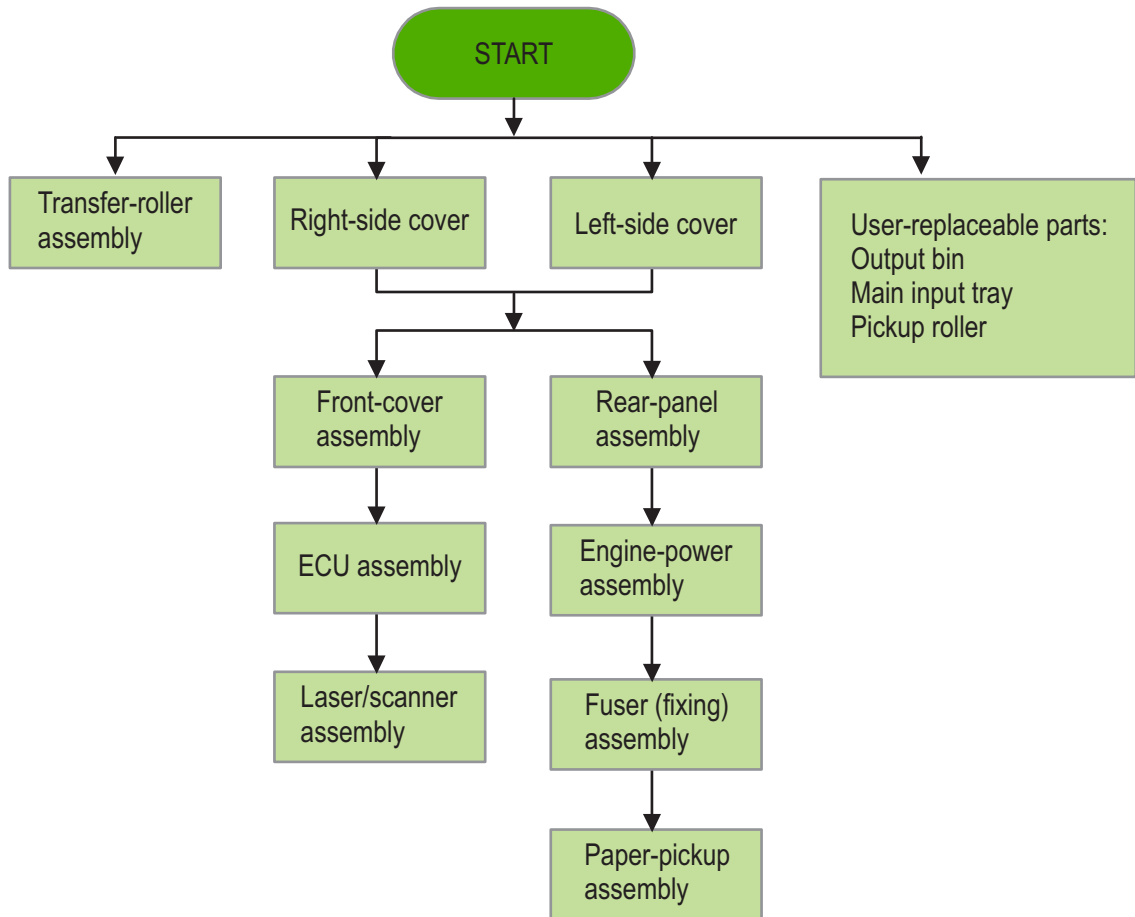 START
Transfer-roller
assembly
Right-side cover
Left-side cover
User-replaceable parts:
Output bin
Main input tray
Pickup roller
Front-cover
assembly
Rear-panel
assembly
ECU assembly
Engine-power
assembly
Laser/scanner
assembly
Fuser (fixing)
assembly
Paper-pickup
assembly